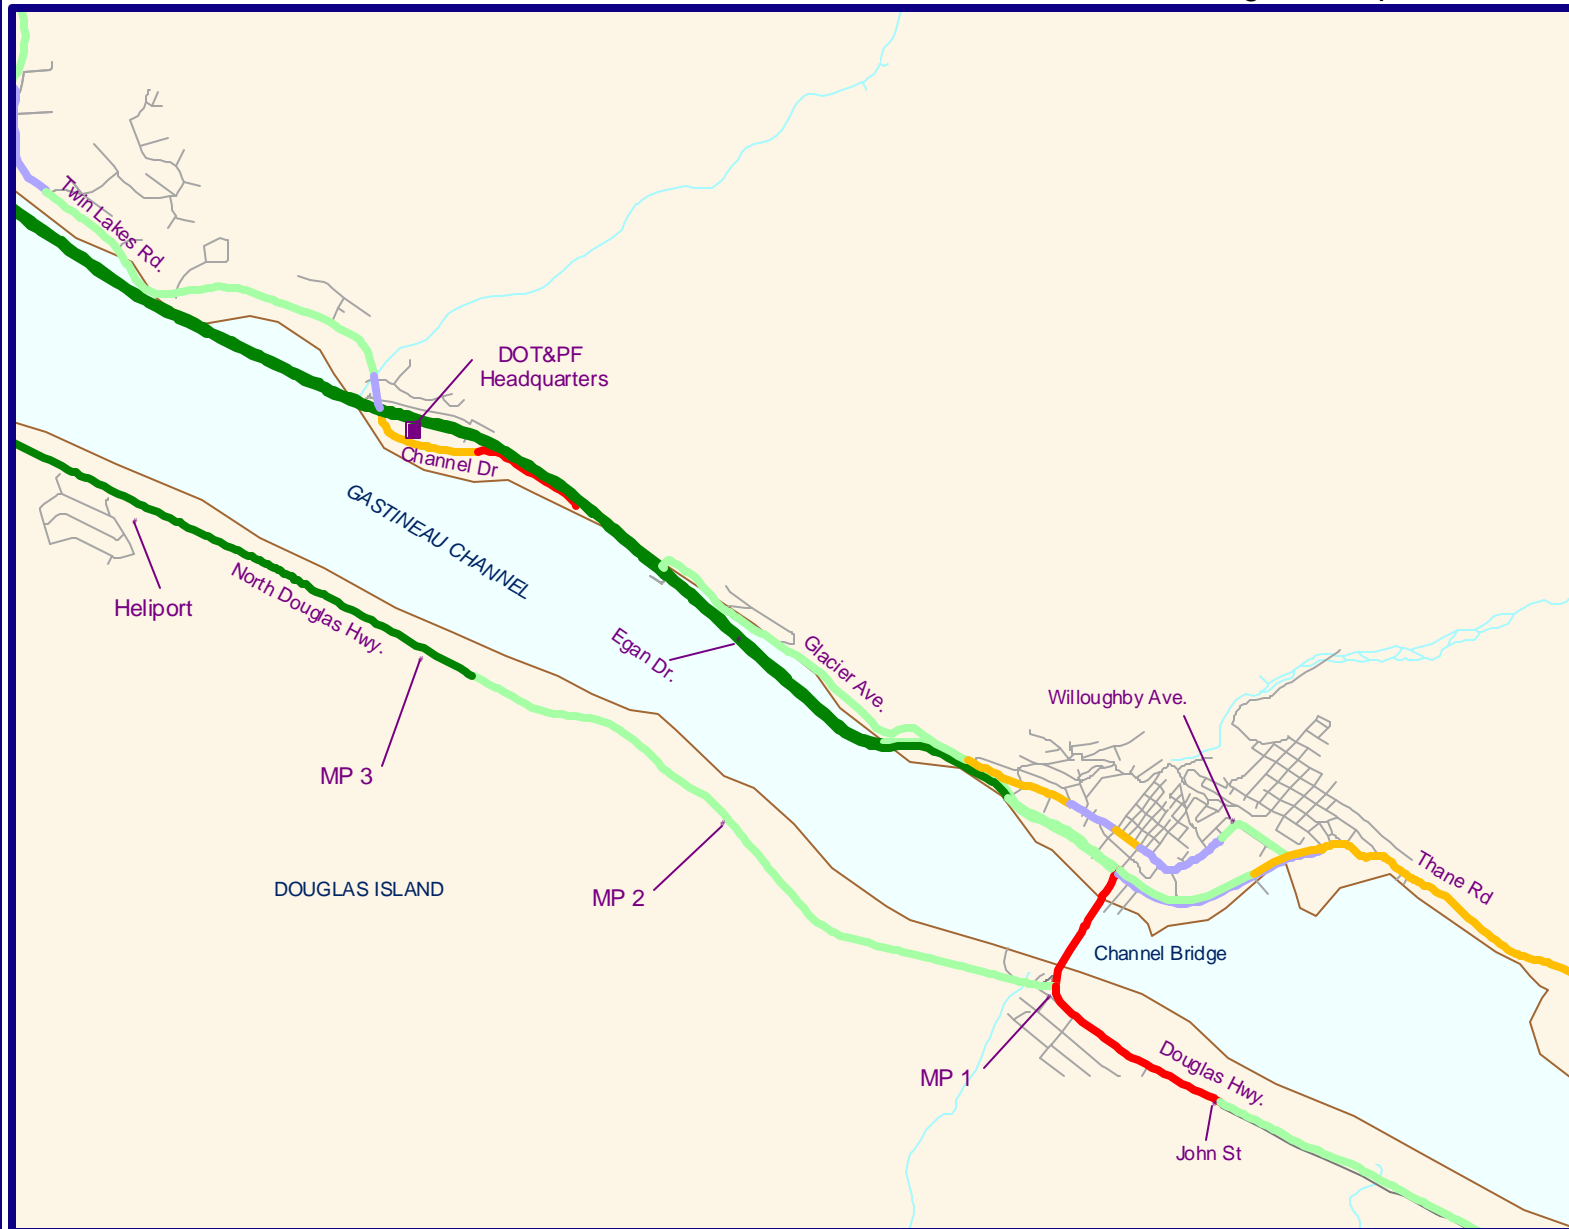 Twin Lakes Rd.
DOT&PF
Headquarters
Channel Dr
GASTINEAU CHANNEL
Heliport
North Douglas Hwy.
Egan Dr.
Glacier Ave.
Willoughby Ave.
MP 3
MP 2
DOUGLAS ISLAND
Thane Rd
Channel Bridge
MP 1
Douglas Hwy.
John St